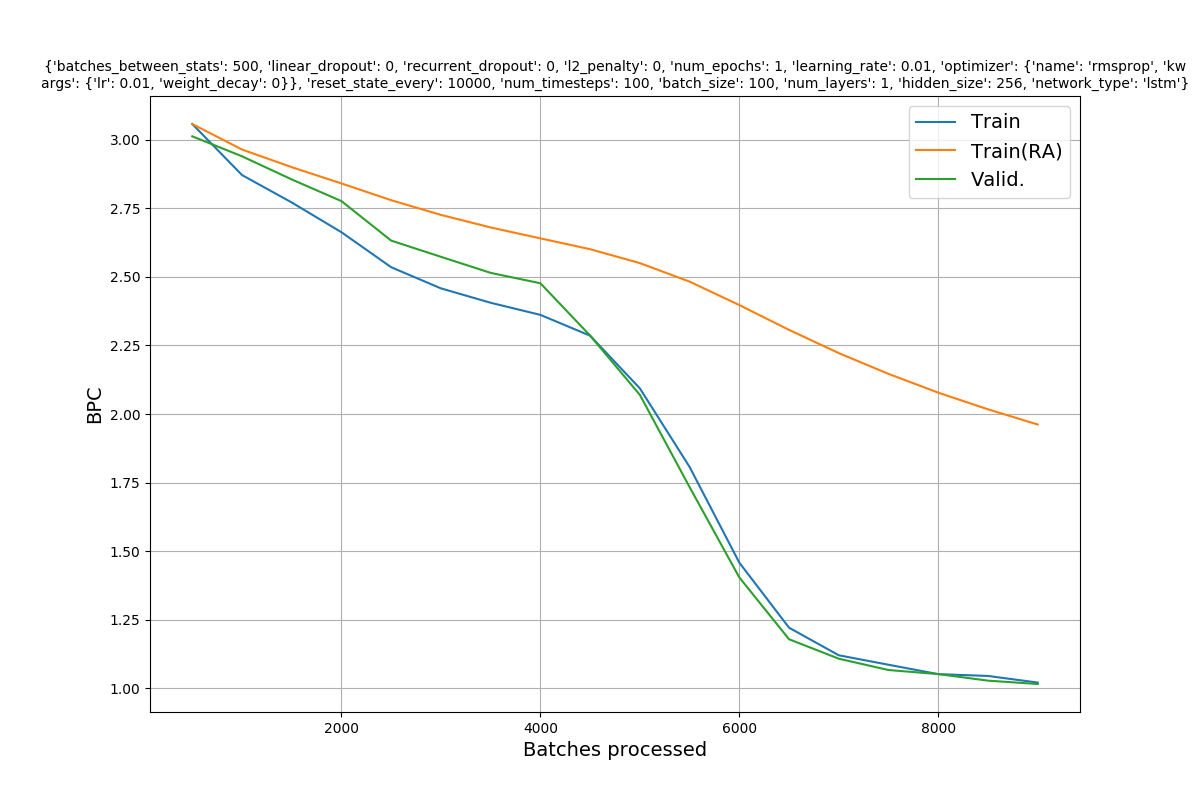 {'batches_between_stats': 500, 'linear_dropout': 0, 'recurrent_dropout': 0, 'l2_penalty': 0, 'num_epochs': 1, 'learning_rate': 0.01, 'optimizer': {'name': 'rmsprop', 'kw
args': {'lr': 0.01, 'weight_decay': 0}}, 'reset_state_every': 10000, 'num_timesteps': 100, 'batch_size': 100, 'num_layers': 1, 'hidden_size': 256, 'network_type': 'lstm'}
Train
Train(RA)
Valid.
3.00
2.75
2.50
2.25
2.00
1.75
1.50
1.25
1.00
BPC
2000 4000 6000 8000
Batches processed